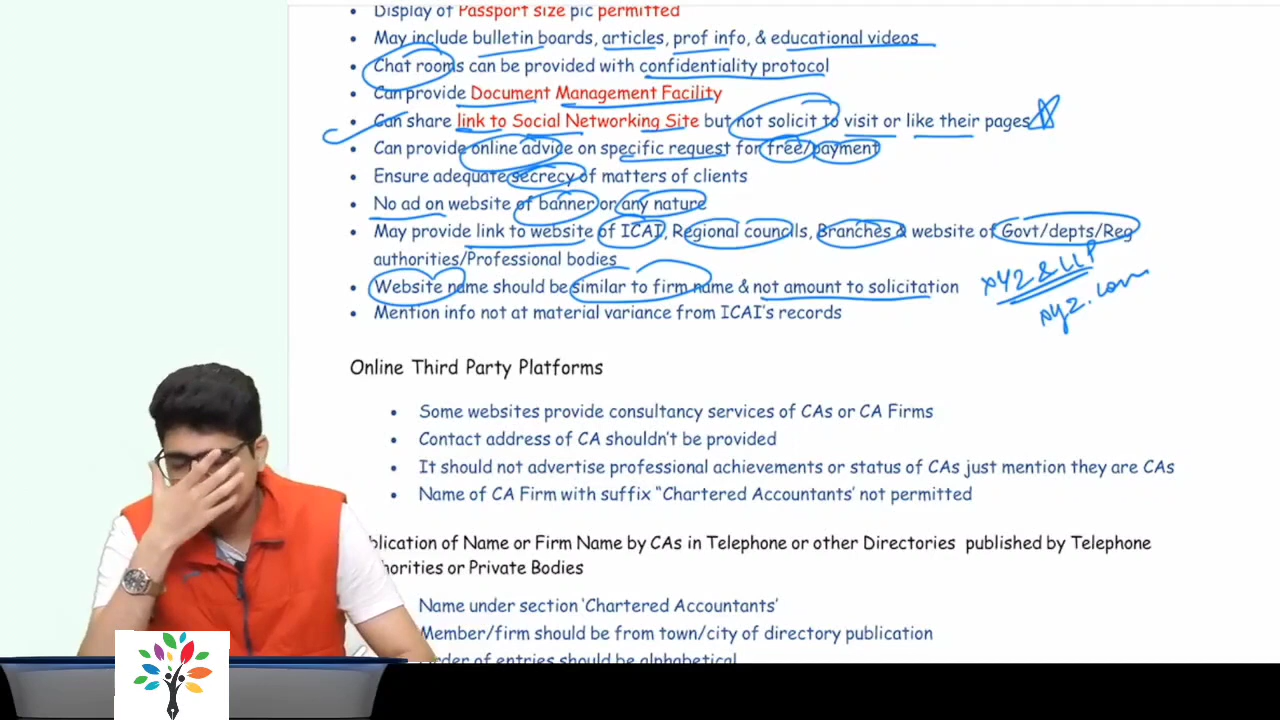 Display of Passport size pic permitted
• May include bulletin boards, articles, prof info, & educational videos
• Chat rooms can be provided with confidentiality protocol
• Can provide Document Management Facility
• Can share link to Social Networking Site but not solicit to visit or like their pages
• Can provide online advice on specific request for free/payment
• Ensure adequate secrecy of matters of clients
• No ad on website of banner or any nature
• May provide link to website of ICAI, Regional councils, Branches & website of Govt/depts/Reg
authorities/Professional bodies
• Website name should be similar to firm name & not amount to solicitation
xyz & LLP
xyz.com
• Mention info not at material variance from ICAI's records
Online Third Party Platforms
• Some websites provide consultancy services of CAs or CA Firms
• Contact address of CA shouldn't be provided
• It should not advertise professional achievements or status of CAs just mention they are CAs
• Name of CA Firm with suffix "Chartered Accountants' not permitted
blication of Name or Firm Name by CAs in Telephone or other Directories published by Telephone
horities or Private Bodies
Name under section 'Chartered Accountants'
Member/firm should be from town/city of directory publication
Order of entries should be alphabetical